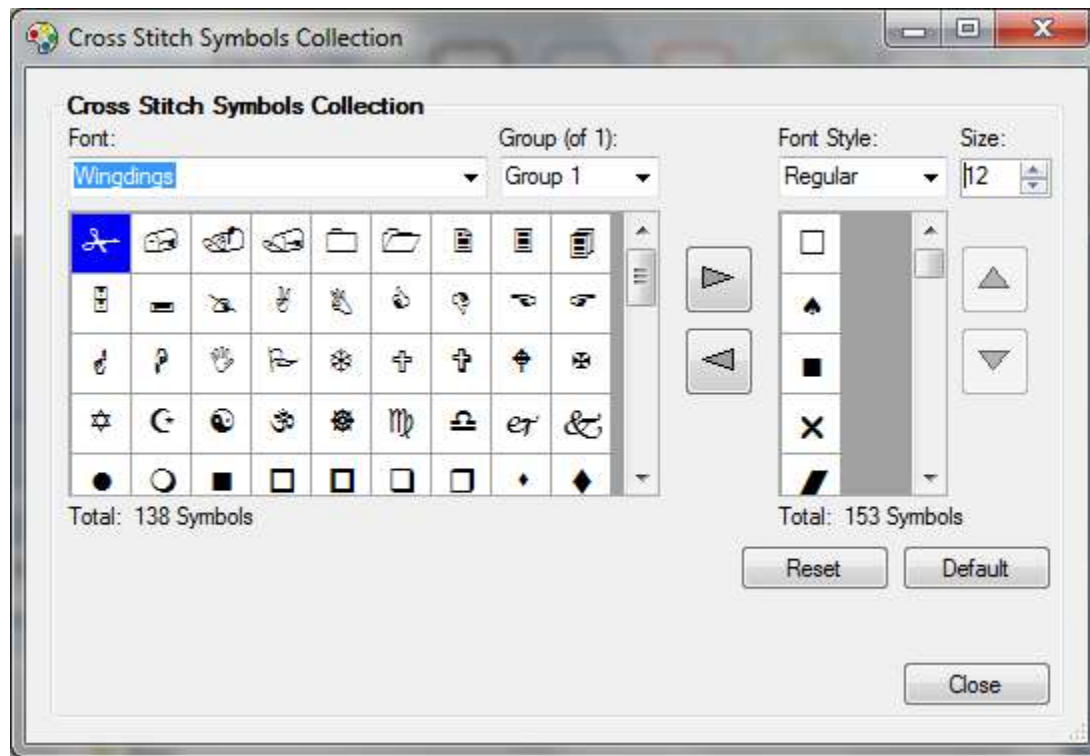 Cross Stitch Symbols Collection
Cross Stitch Symbols Collection
Font: Group (of 1): Font Style: Size:
Wingdings Group 1 Regular 12
Total: 138 Symbols Total: 153 Symbols
Reset Default
Close